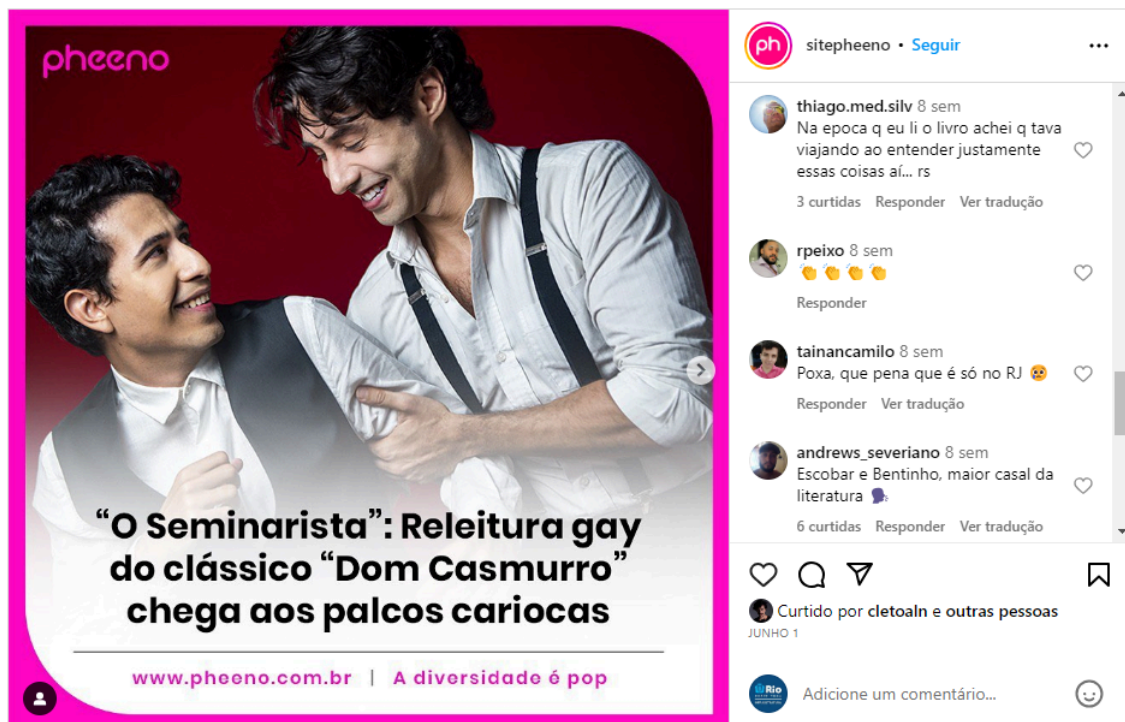 pheeno
"O Seminarista": Releitura gay
do clássico "Dom Casmurro"
chega aos palcos cariocas
www.pheeno.com.br | A diversidade é pop
ph
sitepheeno • Seguir
thiago.med.silv 8 sem
Na epoca q eu li o livro achei q tava
viajando ao entender justamente
essas coisas aí... rs
3 curtidas Responder Ver tradução
rpeixo 8 sem
👏👏👏👏
Responder
tainancamilo 8 sem
Poxa, que pena que é só no RJ 😢
Responder Ver tradução
andrews_severiano 8 sem
Escobar e Bentinho, maior casal da
literatura 🗣
6 curtidas Responder Ver tradução
Curtido por cletoaln e outras pessoas
JUNHO 1
Rio
Adicione um comentário...